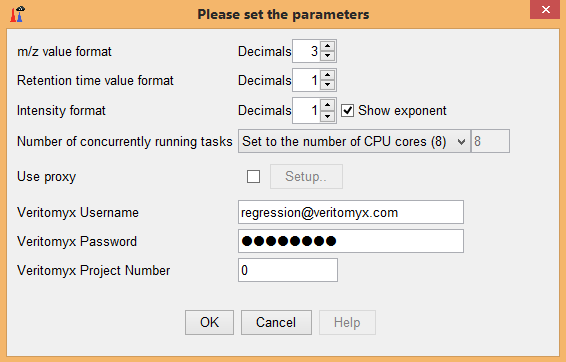 Please set the parameters
m/z value format Decimals 3
Retention time value format Decimals 1
Intensity format Decimals 1 Show exponent
Number of concurrently running tasks Set to the number of CPU cores (8) 8
Use proxy Setup..
Veritomyx Username regression@veritomyx.com
Veritomyx Password ●●●●●●●●
Veritomyx Project Number 0
OK Cancel Help